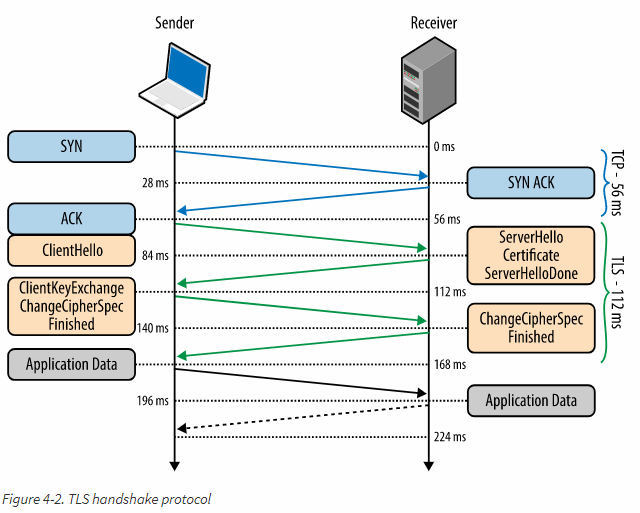 Sender
Receiver
SYN
0 ms
28 ms
SYN ACK
TCP - 56 ms
ACK
56 ms
ClientHello
84 ms
ServerHello
Certificate
ServerHelloDone
TLS - 112 ms
ClientKeyExchange
ChangeCipherSpec
Finished
112 ms
140 ms
ChangeCipherSpec
Finished
Application Data
168 ms
196 ms
Application Data
224 ms
Figure 4-2. TLS handshake protocol